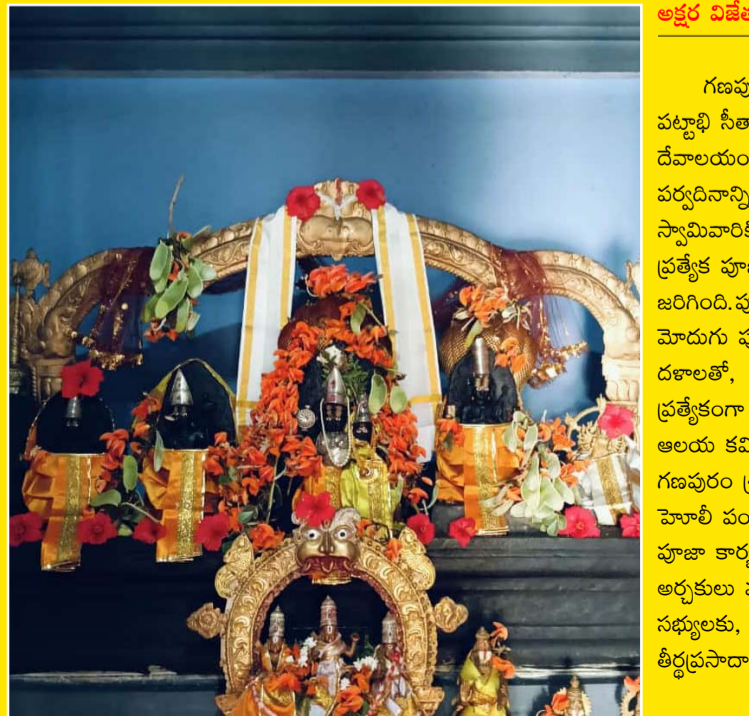 అక్షర
గణపు
పట్టాభి సీతా
దేవాలయం
పర్వదినాన్ని
స్వామివారికి
ప్రత్యేక పూజ
జరిగింది.పు
మోదుగు పు
దళాలతో,
ప్రత్యేకంగా
ఆలయ కమి
గణపురం
హెూలీ పం
పూజా కార్య
అర్చకులు
సభ్యులకు,
తీర్థప్రసాదా